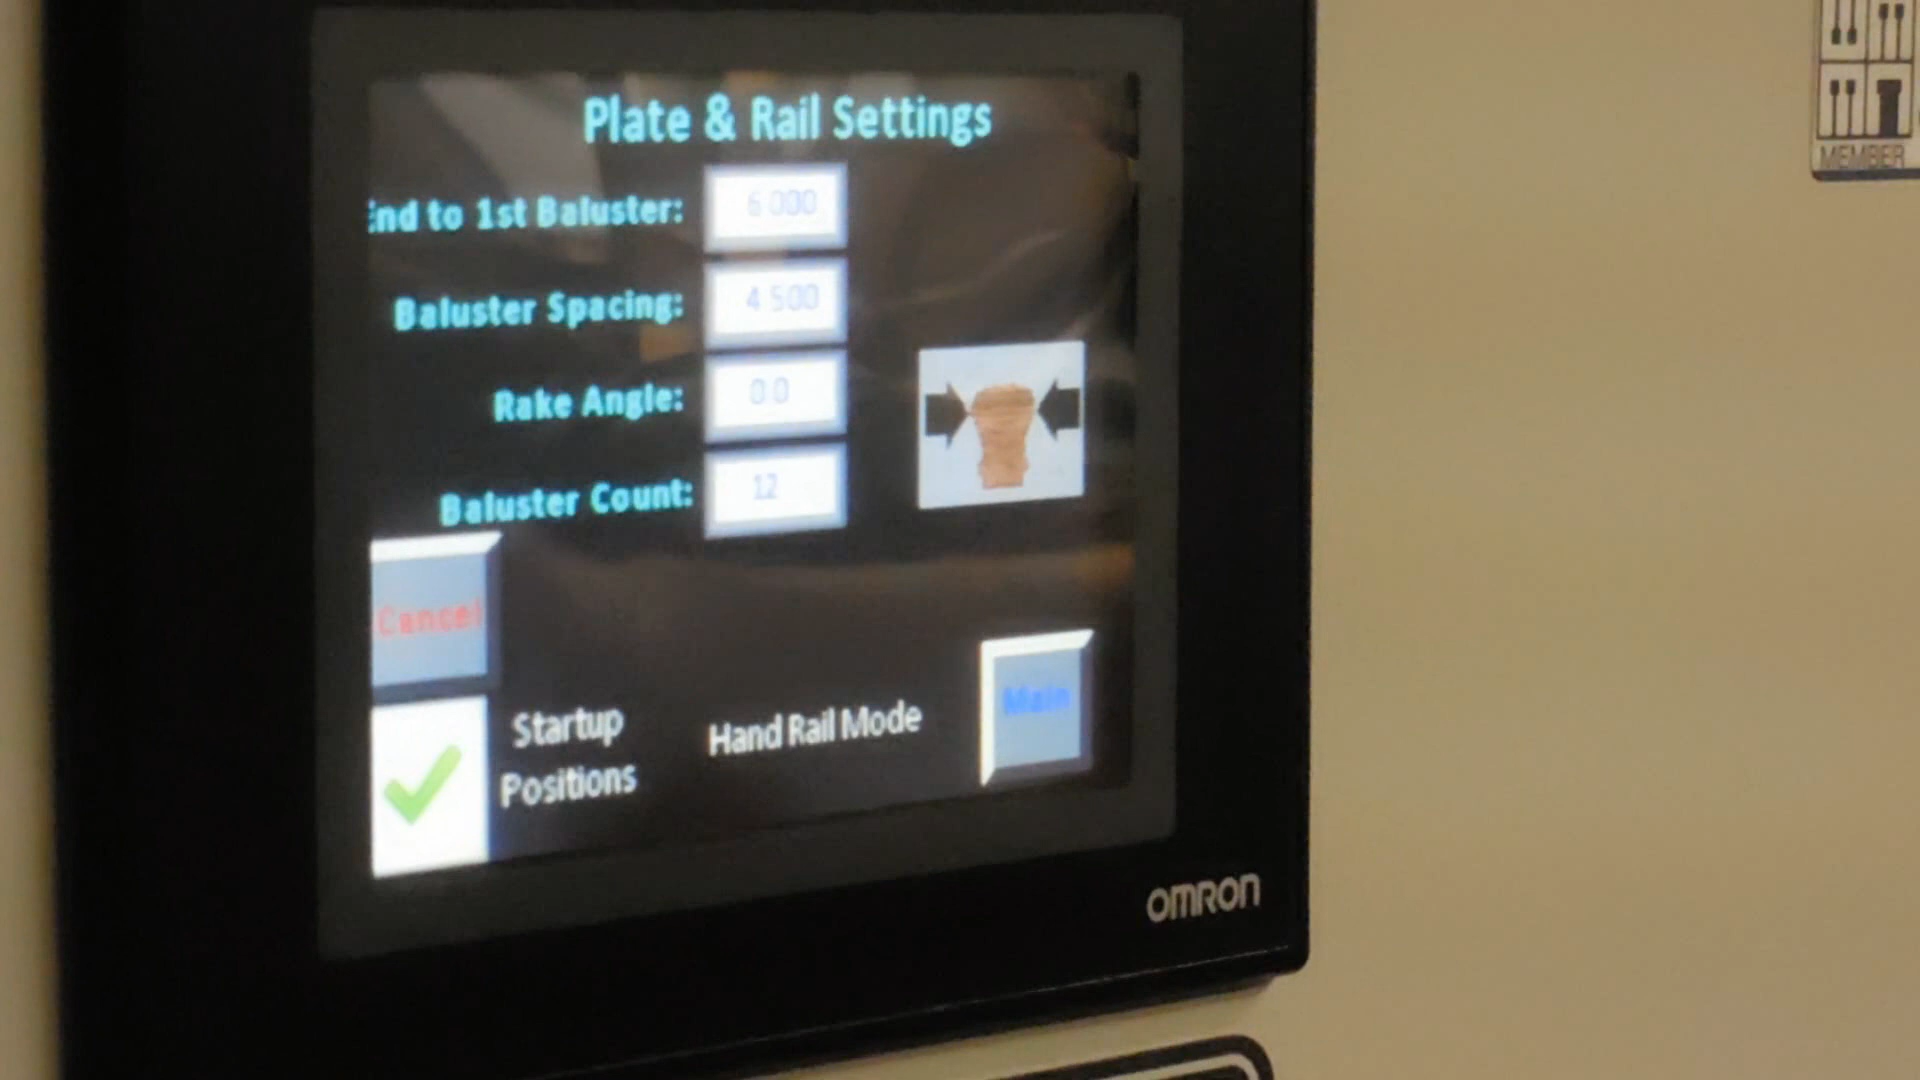 Plate & Rail Settings
End to 1st Baluster: 6.000
Baluster Spacing: 4.500
Rake Angle: 0.0
Baluster Count: 12
Cancel
Startup
Positions
Hand Rail Mode
Main
OMRON
MEMBER